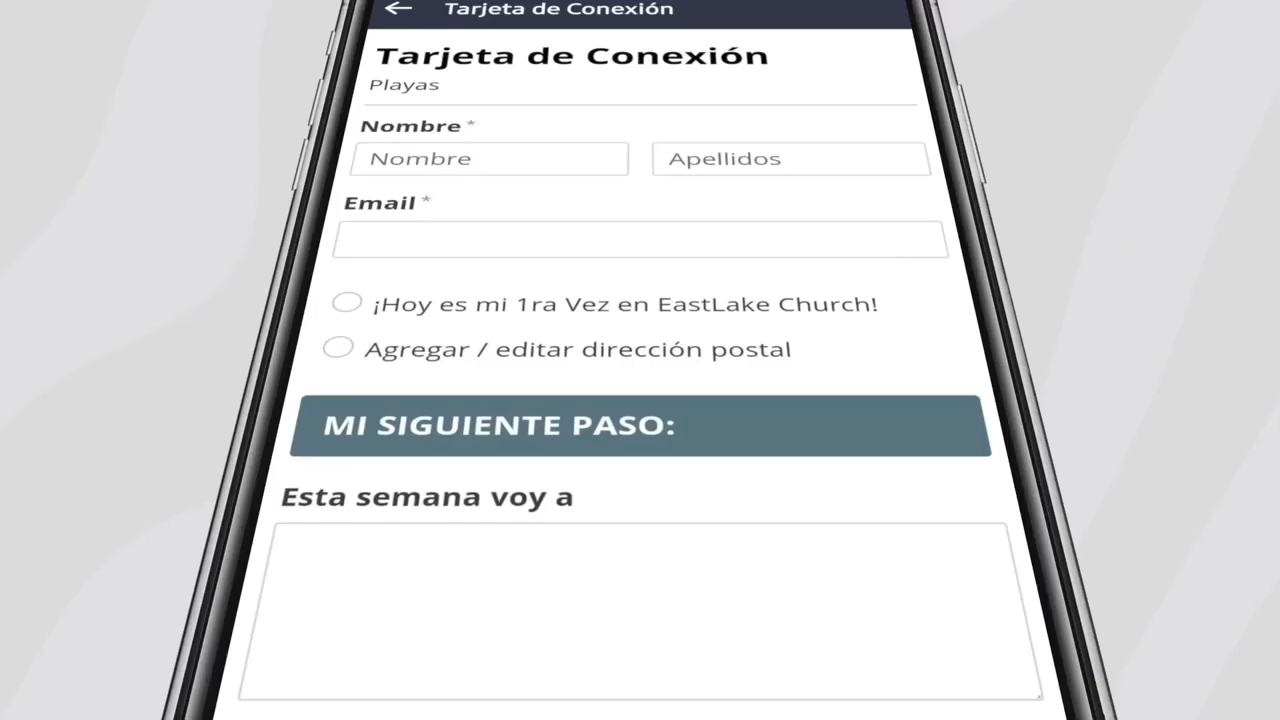 Tarjeta de Conexión
Tarjeta de Conexión
Playas
Nombre *
Nombre Apellidos
Email *
¡Hoy es mi 1ra Vez en EastLake Church!
Agregar / editar dirección postal
MI SIGUIENTE PASO:
Esta semana voy a